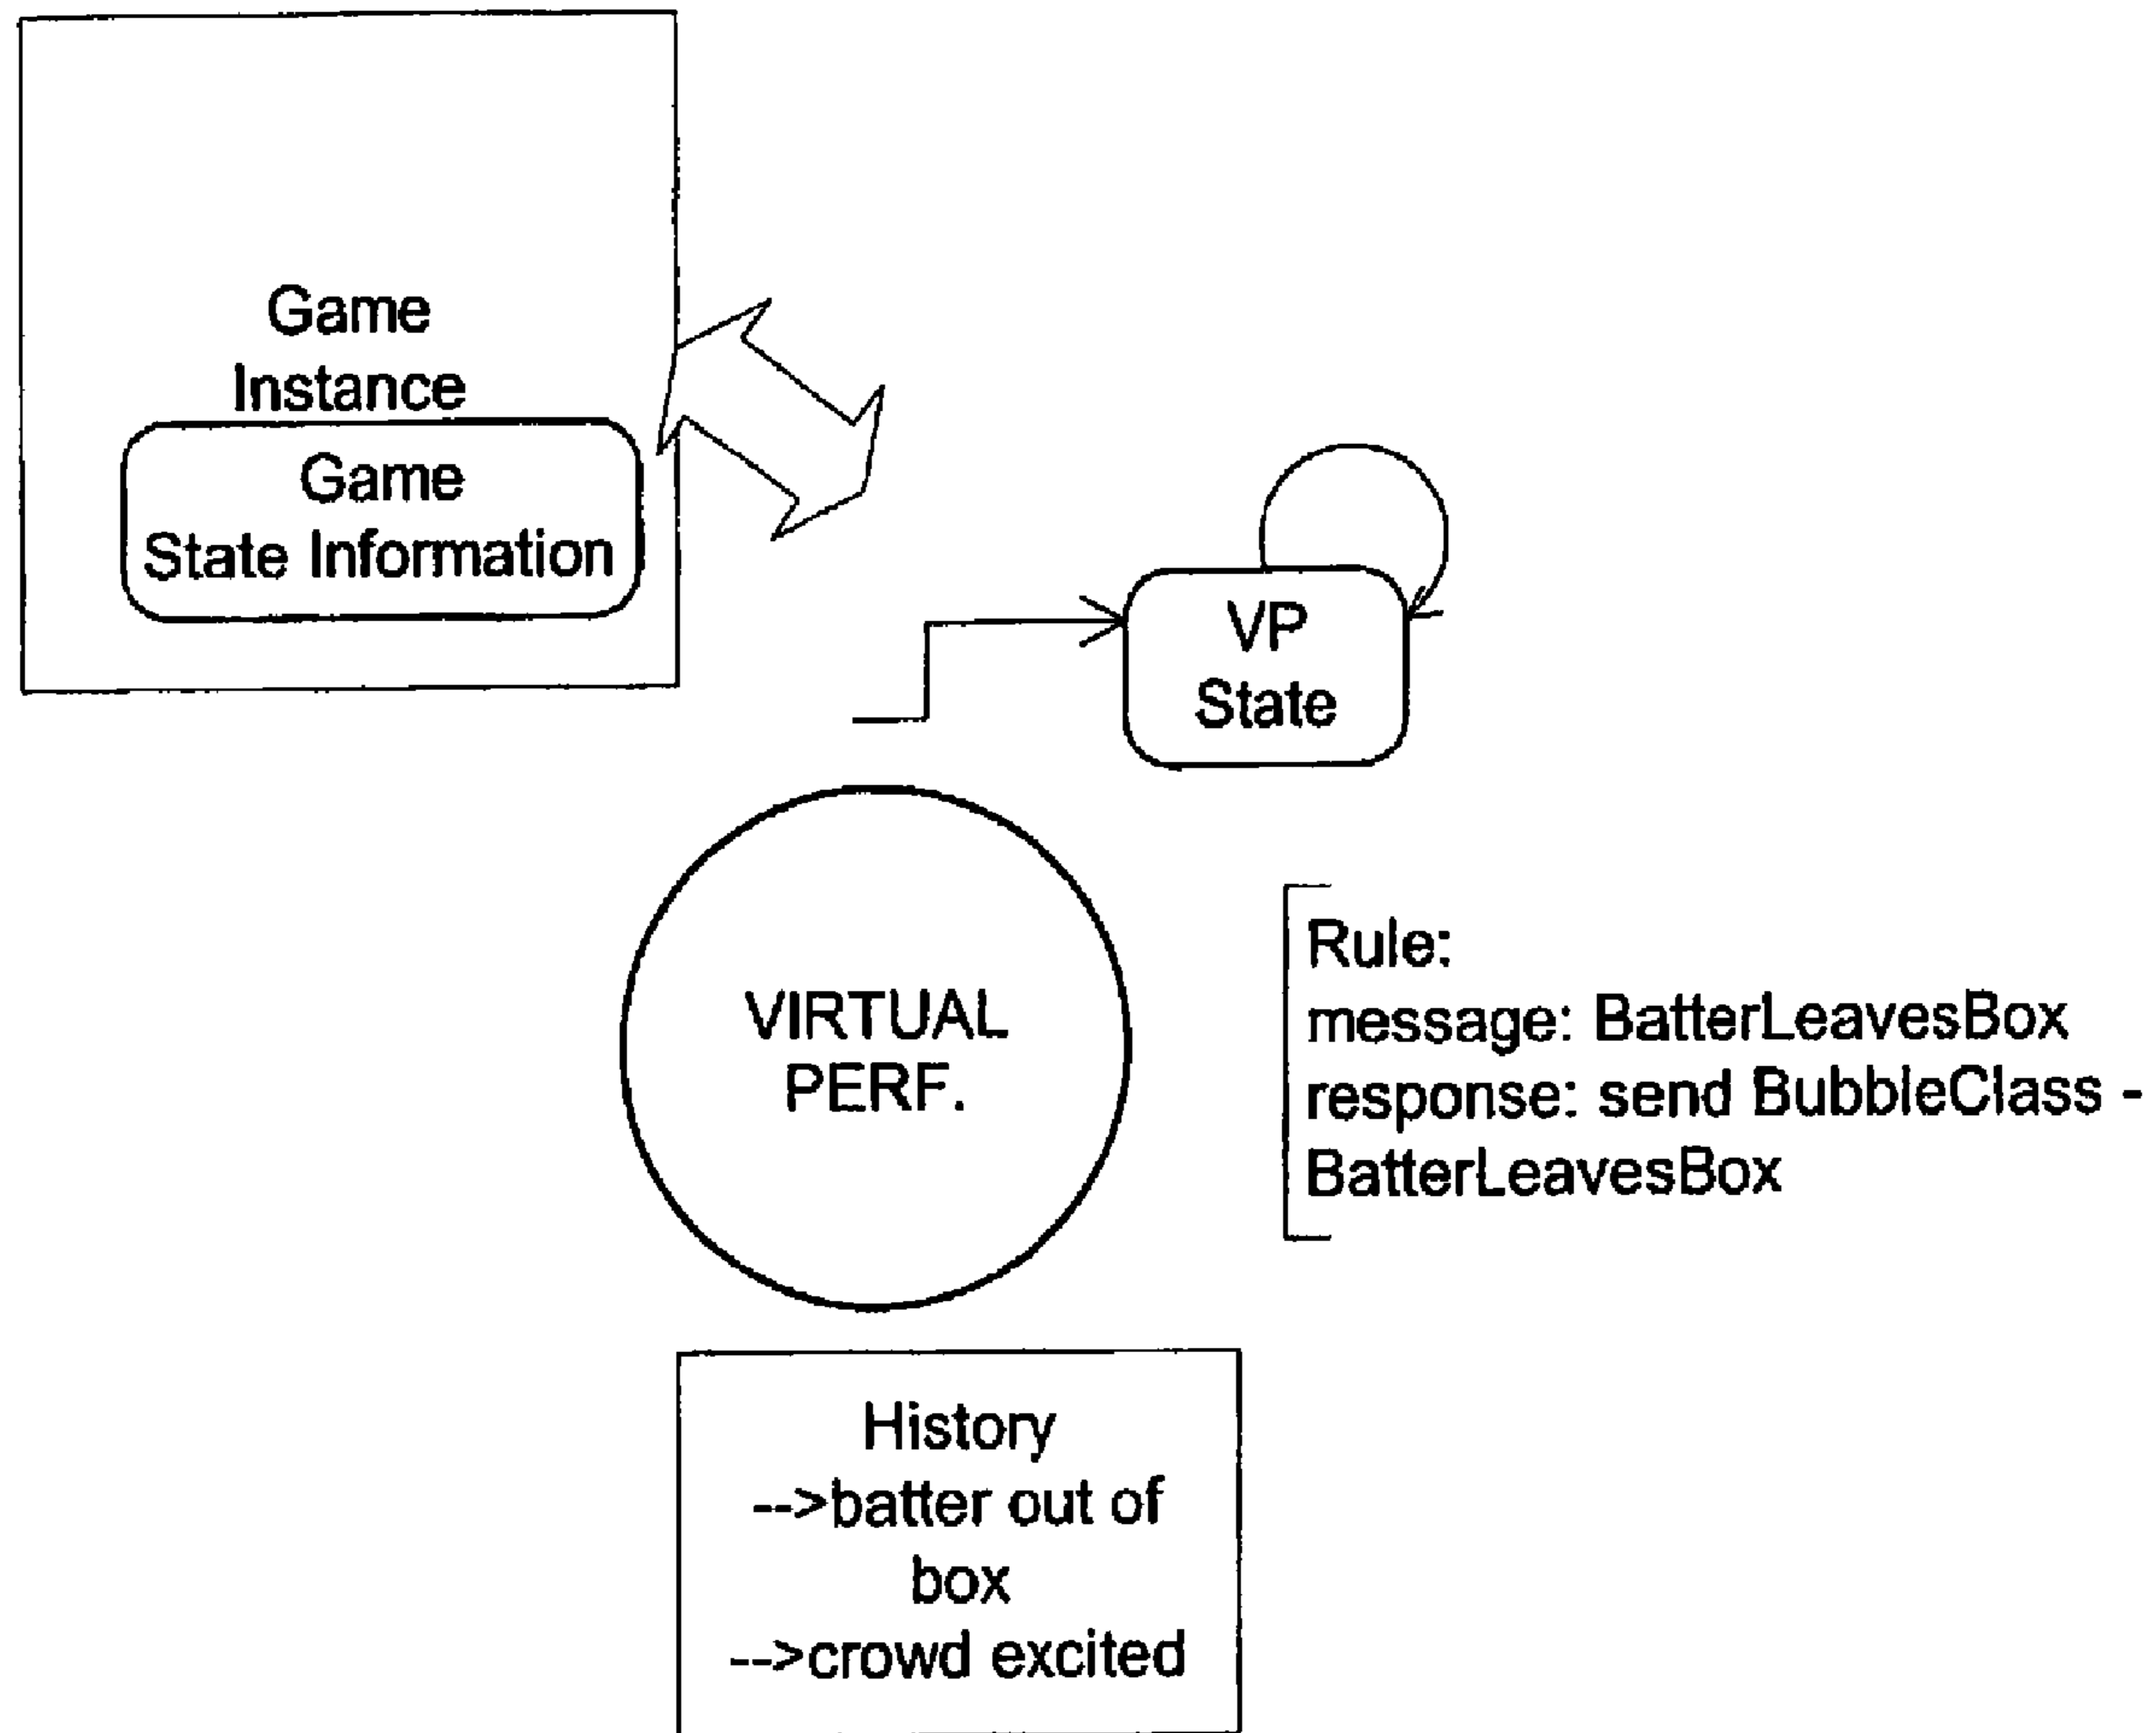 Game
Instance
Game
State Information
VP
State
VIRTUAL
PERF.
Rule:
message: BatterLeavesBox
response: send BubbleClass -
BatterLeavesBox
History
-->batter out of
box
-->crowd excited